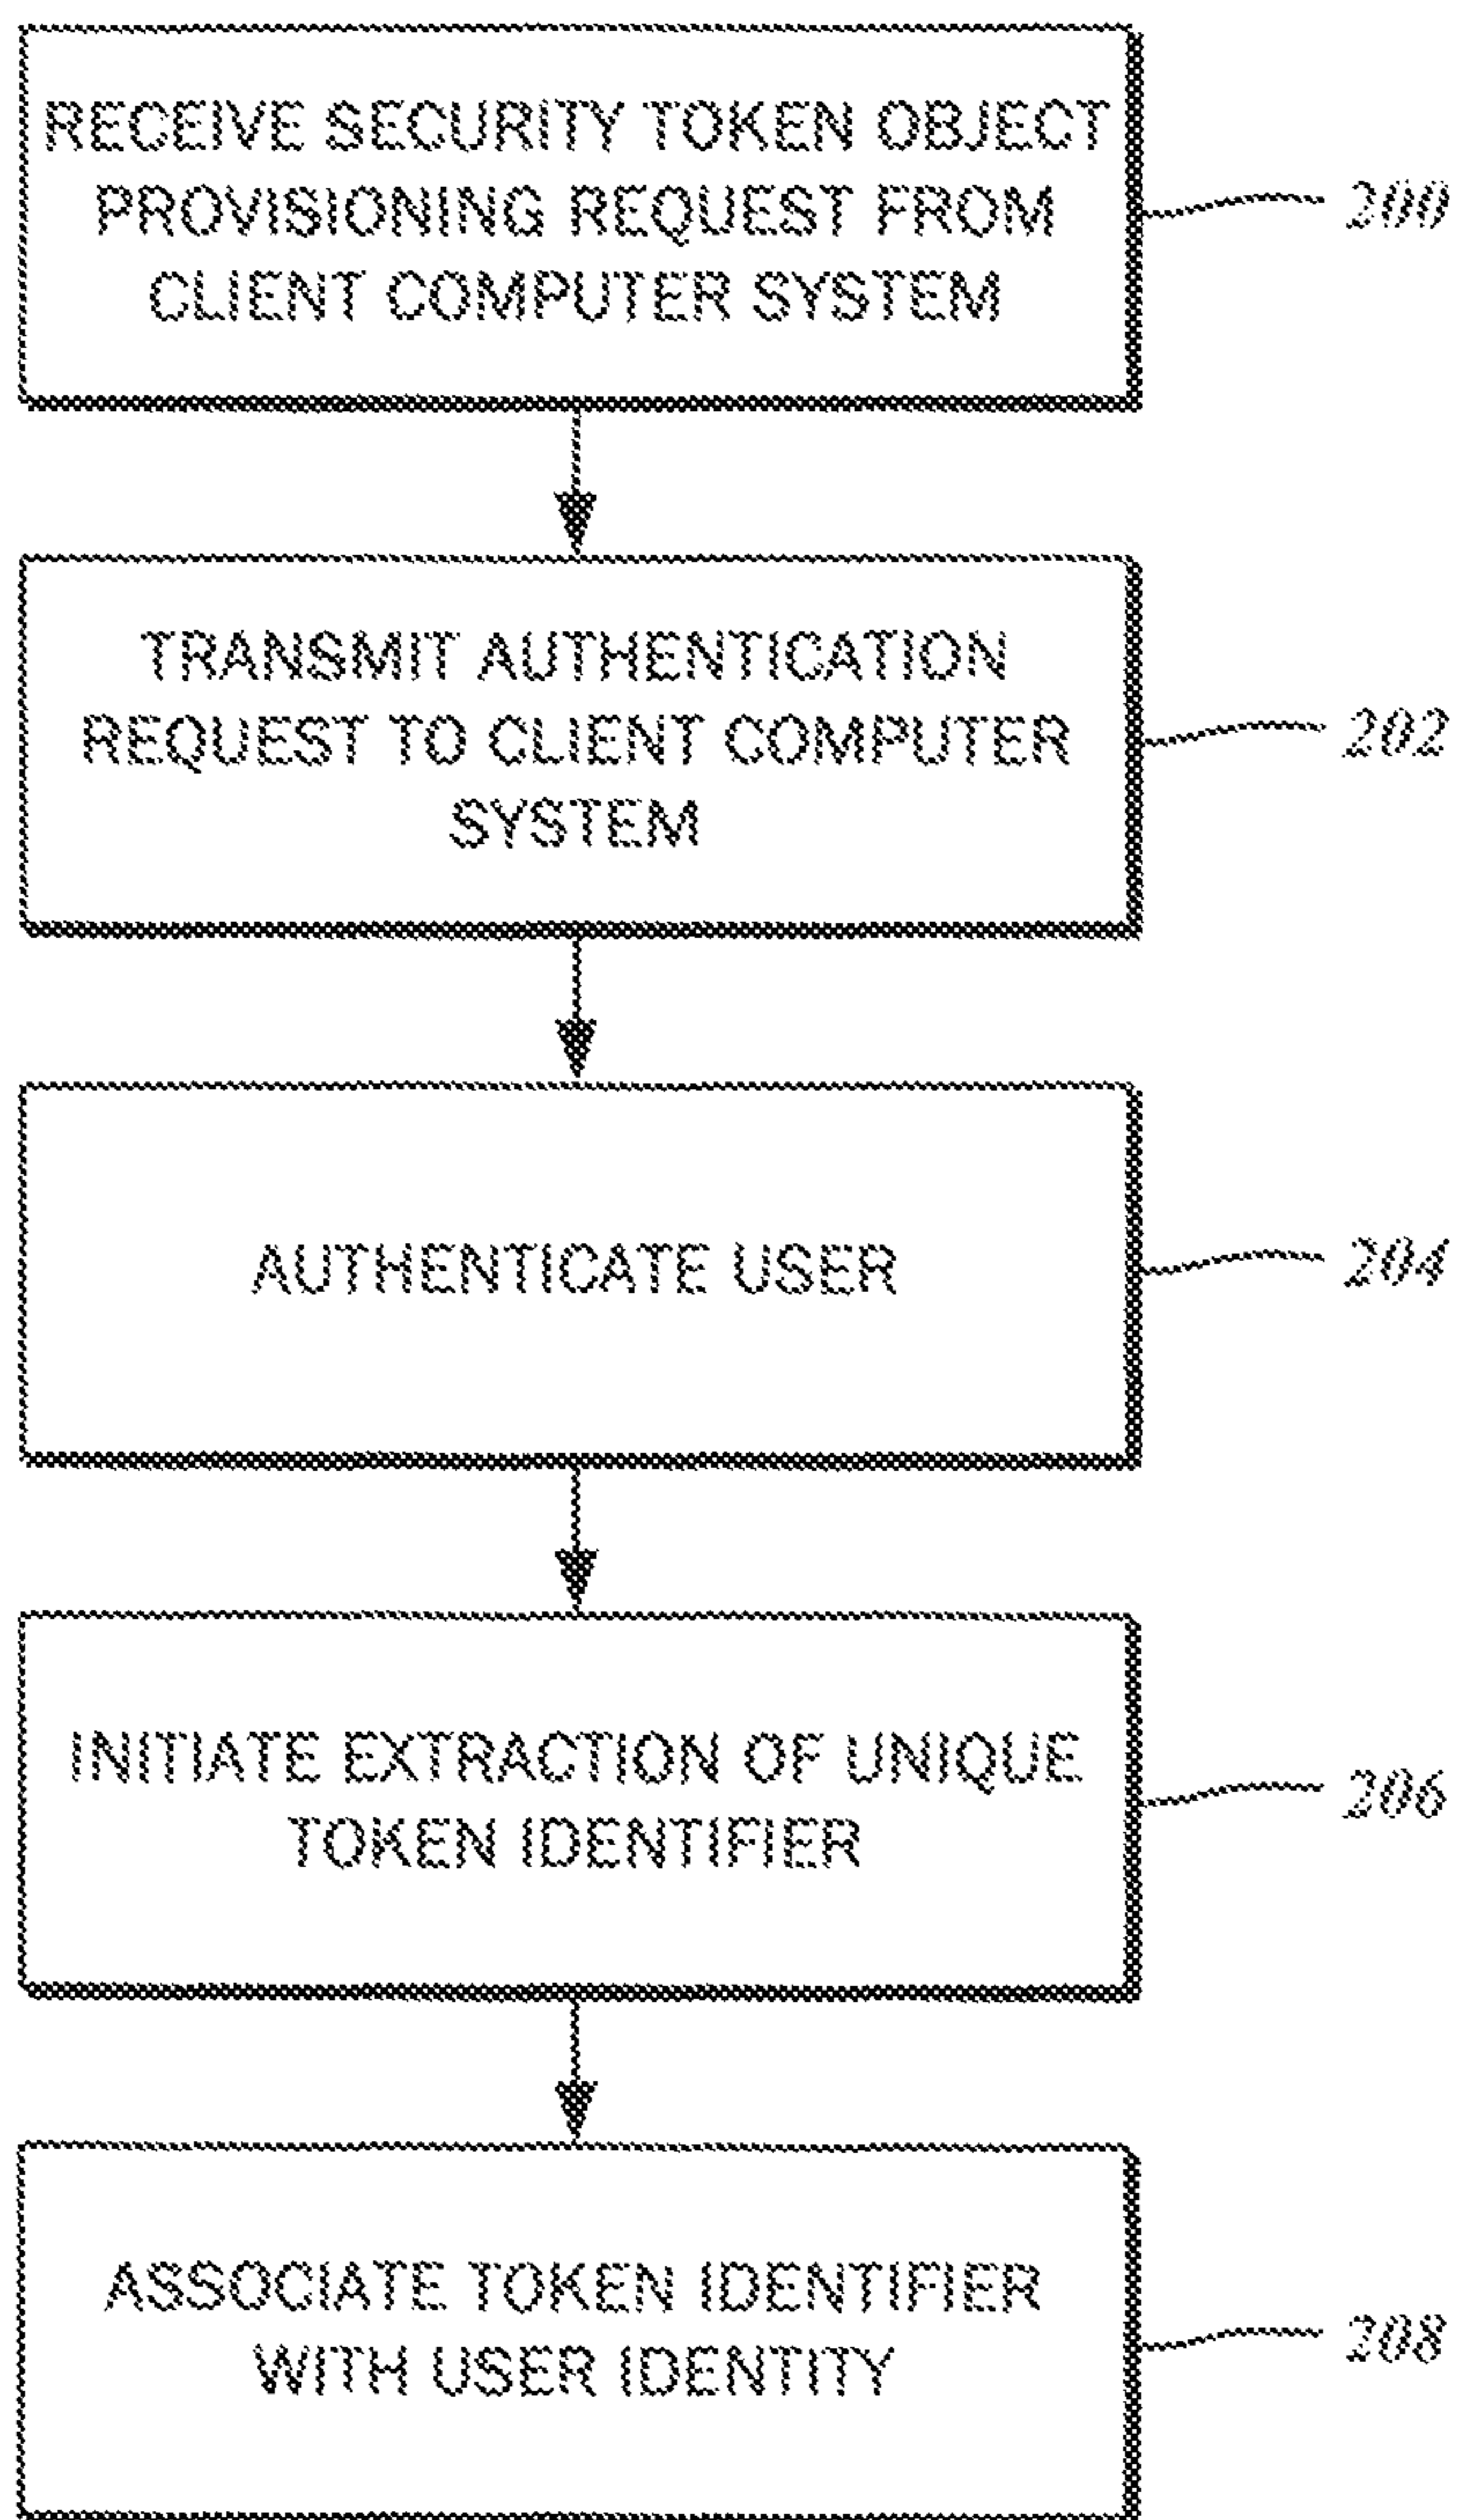 RECEIVE SECURITY TOKEN OBJECT
PROVISIONING REQUEST FROM
CLIENT COMPUTER SYSTEM
200
TRANSMIT AUTHENTICATION
REQUEST TO CLIENT COMPUTER
SYSTEM
202
AUTHENTICATE USER
204
INITIATE EXTRACTION OF UNIQUE
TOKEN IDENTIFIER
206
ASSOCIATE TOKEN IDENTIFIER
WITH USER IDENTITY
208